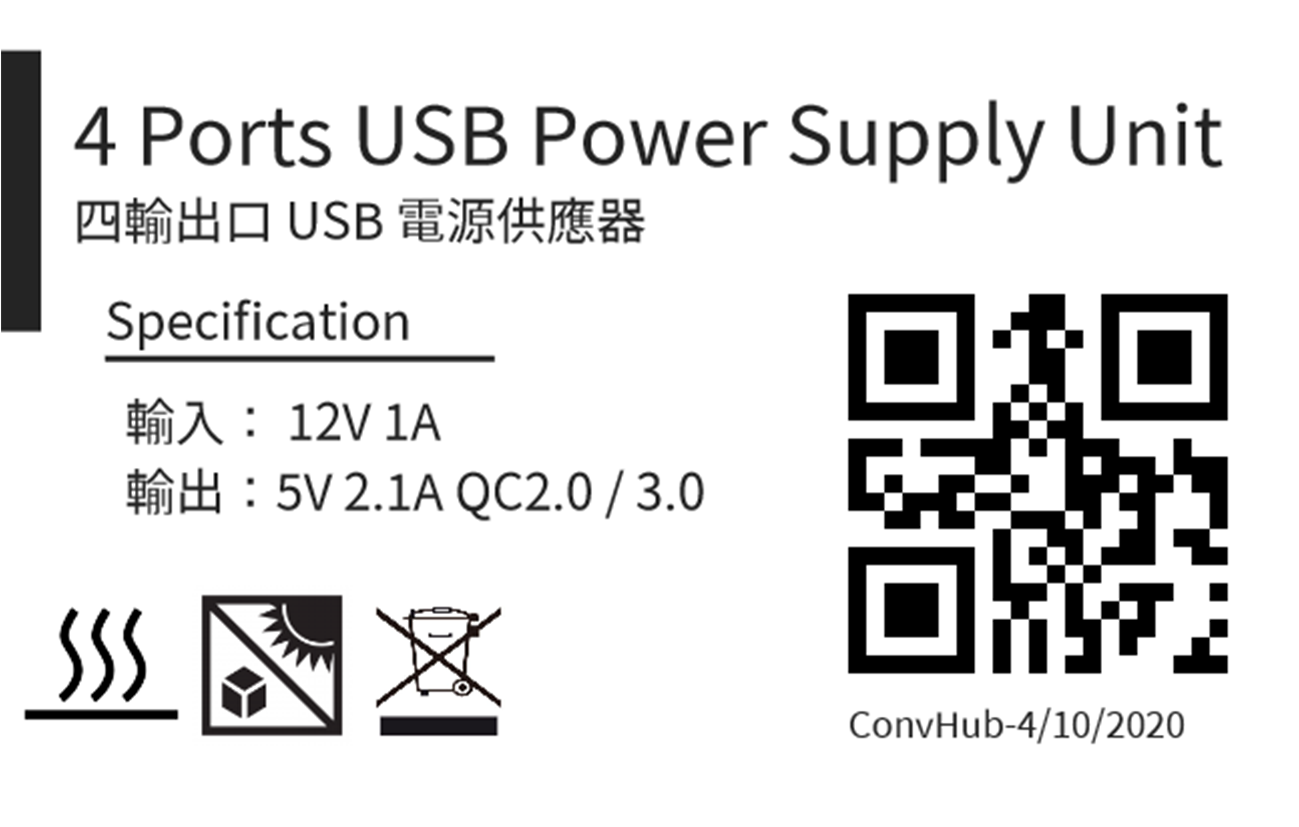 4 Ports USB Power Supply Unit
四輸出口 USB 電源供應器
Specification
輸入： 12V 1A
輸出：5V 2.1A QC2.0 / 3.0
ConvHub-4/10/2020